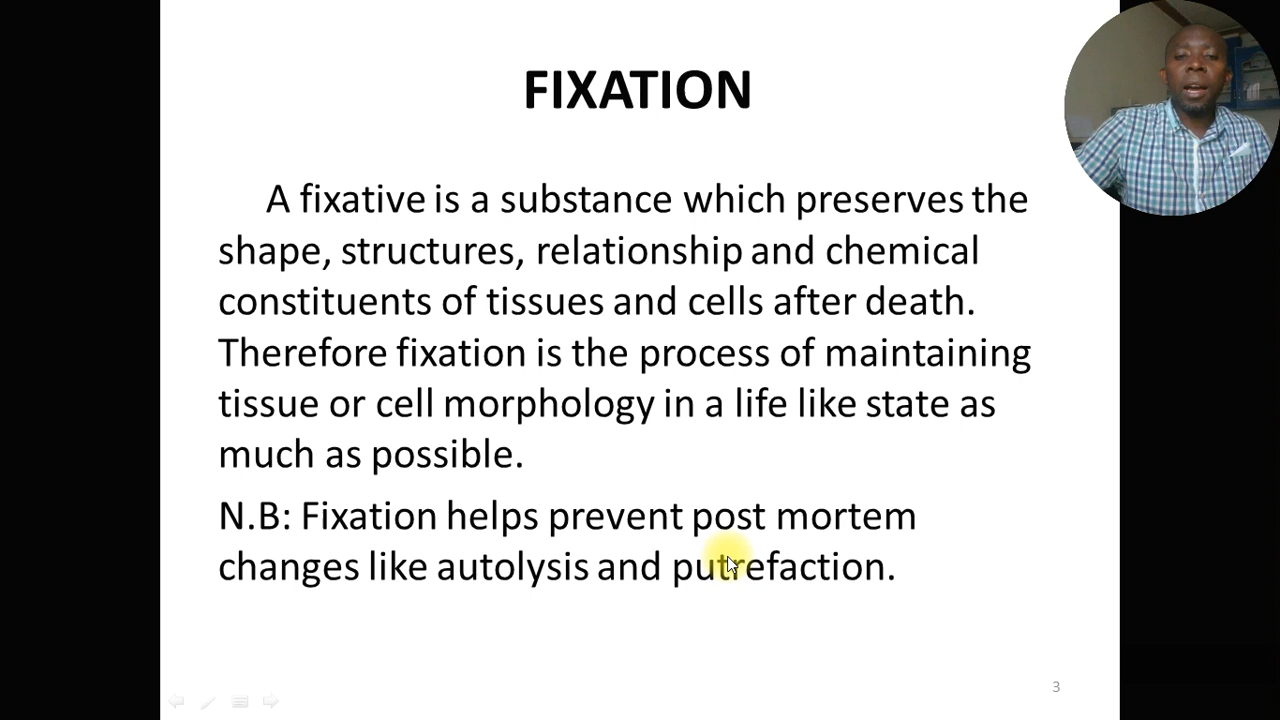 FIXATION
A fixative is a substance which preserves the
shape, structures, relationship and chemical
constituents of tissues and cells after death.
Therefore fixation is the process of maintaining
tissue or cell morphology in a life like state as
much as possible.
N.B: Fixation helps prevent post mortem
changes like autolysis and putrefaction.
3